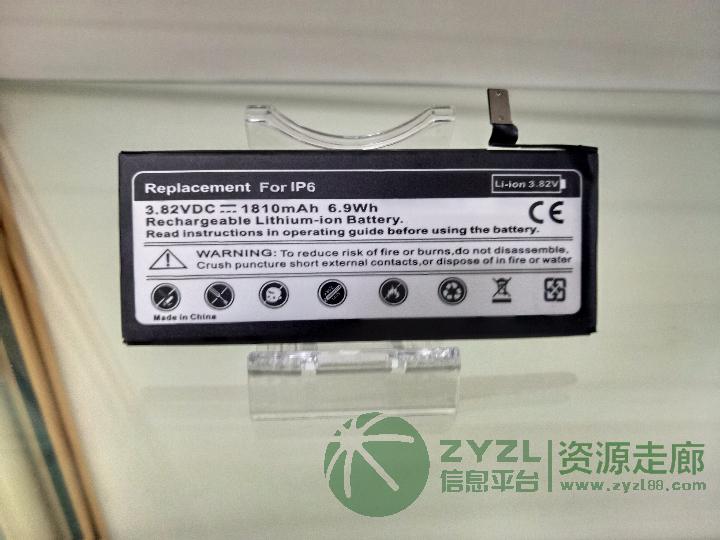 Replacement For IP6
Li-ion 3.82V
3.82VDC 1810mAh 6.9Wh
Rechargeable Lithium-ion Battery.
Read instructions in operating guide before using the battery.
CE
WARNING: To reduce risk of fire or burns,do not disassemble,
Crush puncture short external contacts,or dispose of in fire or water
Made in China
ZYZL
信息平台
资源走廊
www.zyzl88.com